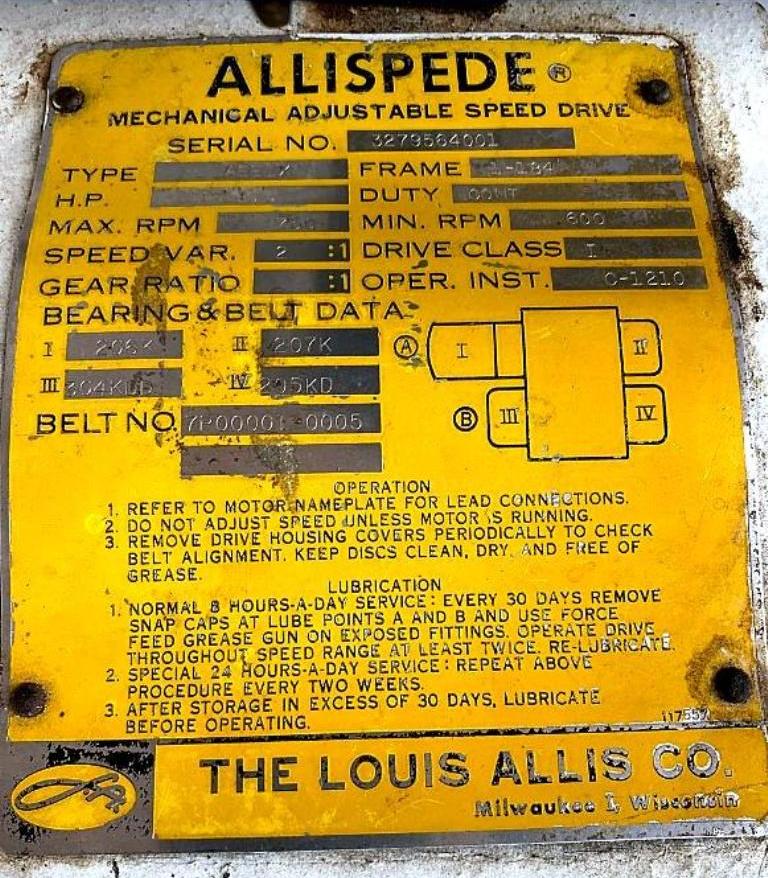 ALLISPEDE®
MECHANICAL ADJUSTABLE SPEED DRIVE
SERIAL NO. 3279564001
TYPE FRAME 1-184
H.P. DUTY CONT
MAX. RPM MIN. RPM 600
SPEED VAR. 2 :1 DRIVE CLASS I
GEAR RATIO :1 OPER. INST. C-1210
BEARING & BELT DATA
I 206K II 207K
III IV 205KD
A I II
B III IV
BELT NO. 0005
OPERATION
1. REFER TO MOTOR NAMEPLATE FOR LEAD CONNECTIONS.
2. DO NOT ADJUST SPEED UNLESS MOTOR IS RUNNING.
3. REMOVE DRIVE HOUSING COVERS PERIODICALLY TO CHECK
BELT ALIGNMENT. KEEP DISCS CLEAN, DRY, AND FREE OF
GREASE.
LUBRICATION
1. NORMAL 8 HOURS-A-DAY SERVICE: EVERY 30 DAYS REMOVE
SNAP CAPS AT LUBE POINTS A AND B AND USE FORCE
FEED GREASE GUN ON EXPOSED FITTINGS. OPERATE DRIVE
THROUGHOUT SPEED RANGE AT LEAST TWICE. RE-LUBRICATE.
2. SPECIAL 24 HOURS-A-DAY SERVICE: REPEAT ABOVE
PROCEDURE EVERY TWO WEEKS.
3. AFTER STORAGE IN EXCESS OF 30 DAYS, LUBRICATE
BEFORE OPERATING.
THE LOUIS ALLIS CO.
Milwaukee 1, Wisconsin